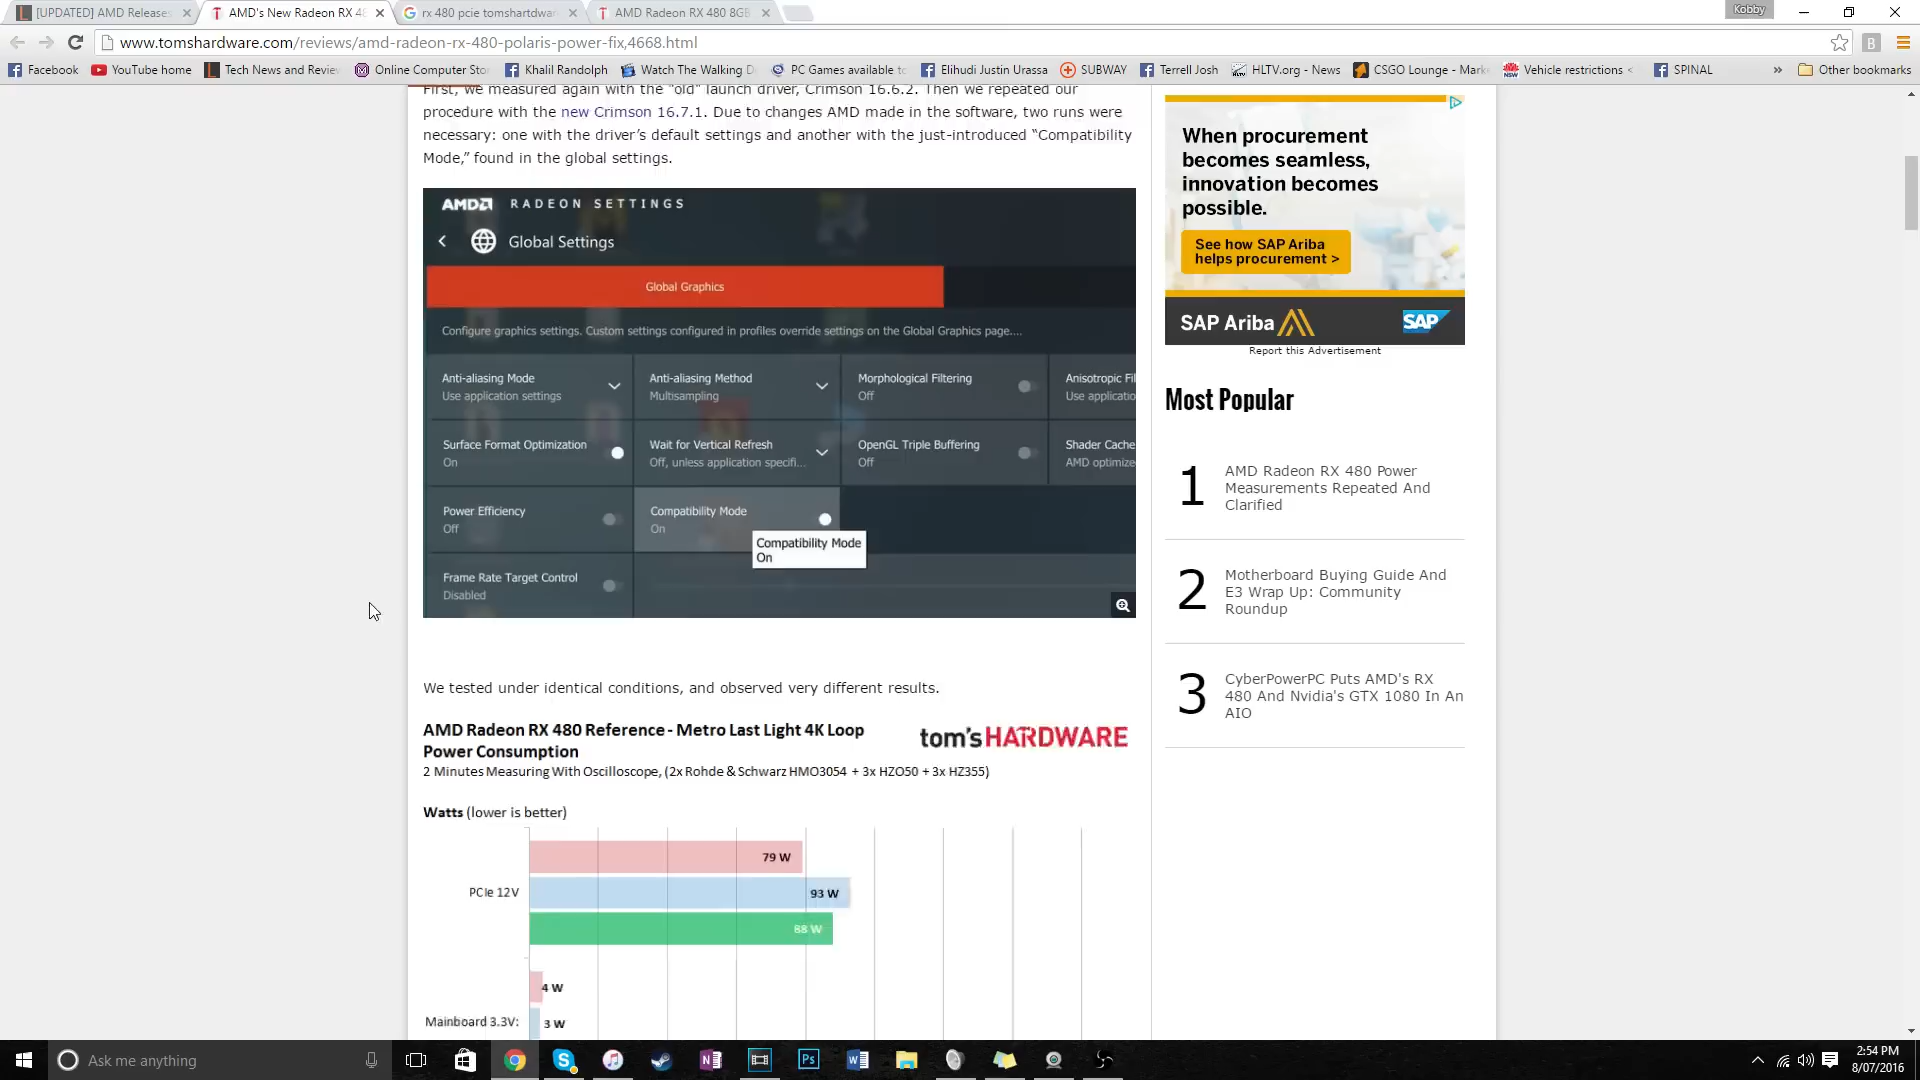 [UPDATED] AMD Releases
AMD's New Radeon RX 48
rx 480 pcie tomshartdwar
AMD Radeon RX 480 8GB
Kobby
www.tomshardware.com/reviews/amd-radeon-rx-480-polaris-power-fix,4668.html
Facebook
YouTube home
Tech News and Revie
Online Computer Sto
Khalil Randolph
Watch The Walking D
PC Games available to
Elihudi Justin Urassa
SUBWAY
Terrell Josh
HLTV.org - News
CSGO Lounge - Mark
Vehicle restrictions
SPINAL
»
Other bookmarks
First, we measured again with the "old" launch driver, Crimson 16.6.2. Then we repeated our
procedure with the new Crimson 16.7.1. Due to changes AMD made in the software, two runs were
necessary: one with the driver's default settings and another with the just-introduced “Compatibility
Mode,” found in the global settings.
AMD RADEON SETTINGS
Global Settings
Global Graphics
Configure graphics settings. Custom settings configured in profiles override settings on the Global Graphics page....
Anti-aliasing Mode
Use application settings
Anti-aliasing Method
Multisampling
Morphological Filtering
Off
Anisotropic Fil
Use applicatio
Surface Format Optimization
On
Wait for Vertical Refresh
Off, unless application specifi...
OpenGL Triple Buffering
Off
Shader Cache
AMD optimize
Power Efficiency
Off
Compatibility Mode
On
Compatibility Mode
On
Frame Rate Target Control
Disabled
We tested under identical conditions, and observed very different results.
AMD Radeon RX 480 Reference - Metro Last Light 4K Loop
Power Consumption
tom's HARDWARE
2 Minutes Measuring With Oscilloscope, (2x Rohde & Schwarz HMO3054 + 3x HZO50 + 3x HZ355)
Watts (lower is better)
79 W
PCIe 12V
93 W
88 W
4 W
Mainboard 3.3V:
3 W
When procurement
becomes seamless,
innovation becomes
possible.
See how SAP Ariba
helps procurement >
SAP Ariba
SAP
Report this Advertisement
Most Popular
1
AMD Radeon RX 480 Power
Measurements Repeated And
Clarified
2
Motherboard Buying Guide And
E3 Wrap Up: Community
Roundup
3
CyberPowerPC Puts AMD's RX
480 And Nvidia's GTX 1080 In An
AIO
Ask me anything
2:54 PM
8/07/2016